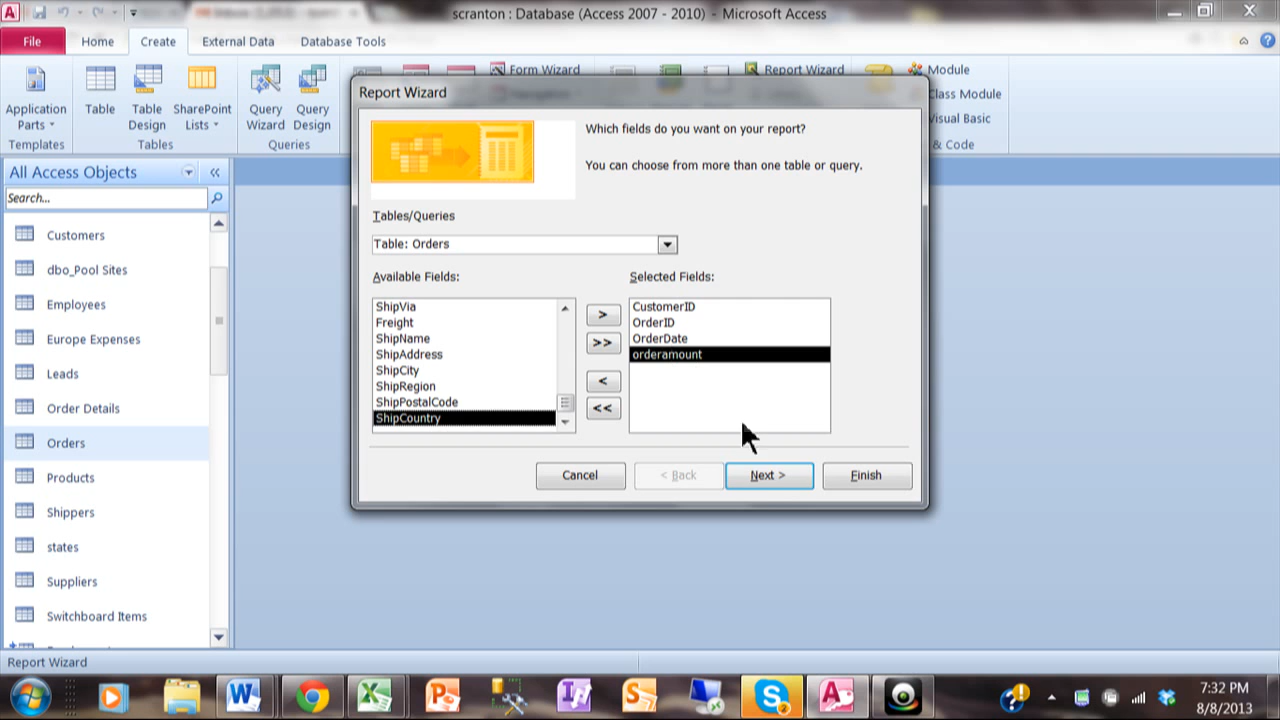 scranton : Database (Access 2007 - 2010) - Microsoft Access
File Home Create External Data Database Tools
Application Parts
Table
Table Design
SharePoint Lists
Query Wizard
Query Design
Form Wizard
Report Wizard
Module
Class Module
Visual Basic
Templates Tables Queries & Code
All Access Objects
Search...
Customers
dbo_Pool Sites
Employees
Europe Expenses
Leads
Order Details
Orders
Products
Shippers
states
Suppliers
Switchboard Items
Report Wizard
Which fields do you want on your report?
You can choose from more than one table or query.
Tables/Queries
Table: Orders
Available Fields:
ShipVia
Freight
ShipName
ShipAddress
ShipCity
ShipRegion
ShipPostalCode
ShipCountry
>
>>
<
<<
Selected Fields:
CustomerID
OrderID
OrderDate
orderamount
Cancel < Back Next > Finish
Report Wizard
7:32 PM
8/8/2013